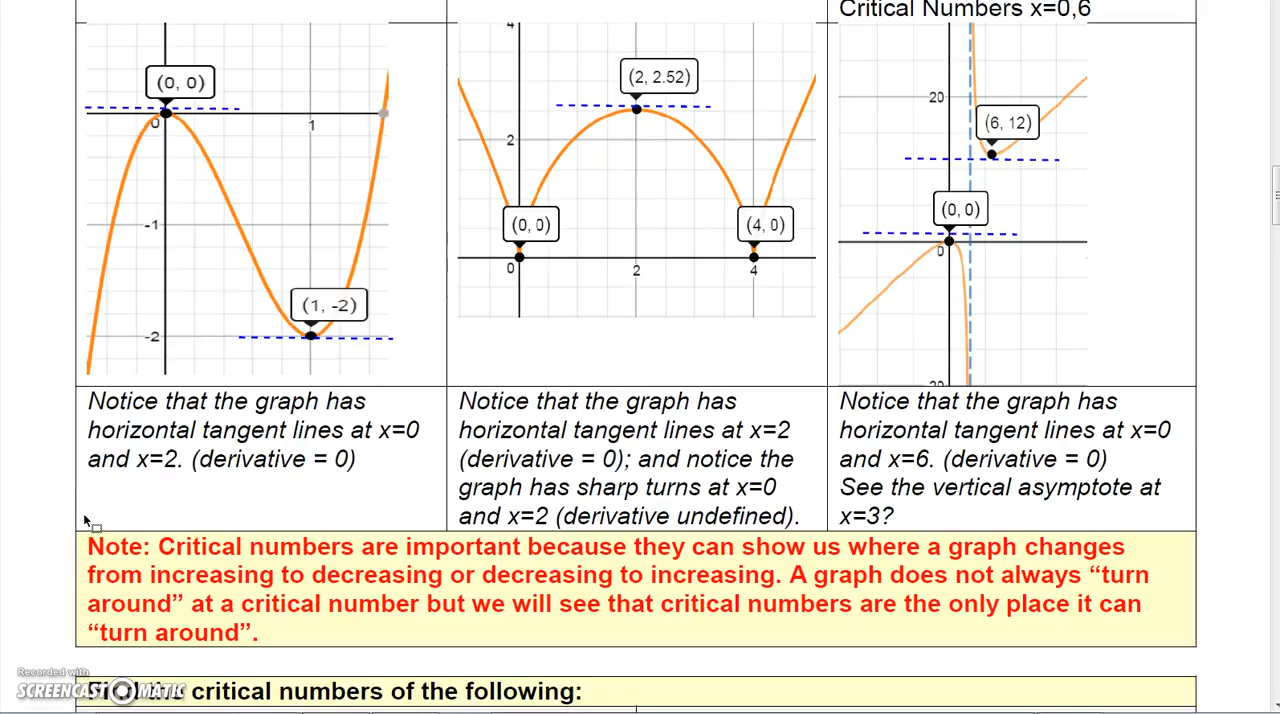 Critical Numbers x=0,6
(0, 0)
0
1
-1
-2
(1, -2)
4
(2, 2.52)
2
(0, 0)
(4, 0)
0
2
4
20
(6, 12)
(0, 0)
0
Notice that the graph has
horizontal tangent lines at x=0
and x=2. (derivative = 0)
Notice that the graph has
horizontal tangent lines at x=2
(derivative = 0); and notice the
graph has sharp turns at x=0
and x=2 (derivative undefined).
Notice that the graph has
horizontal tangent lines at x=0
and x=6. (derivative = 0)
See the vertical asymptote at
x=3?
Note: Critical numbers are important because they can show us where a graph changes
from increasing to decreasing or decreasing to increasing. A graph does not always “turn
around” at a critical number but we will see that critical numbers are the only place it can
“turn around”.
Recorded with
SCREENCAST-O-MATIC
Find the critical numbers of the following: